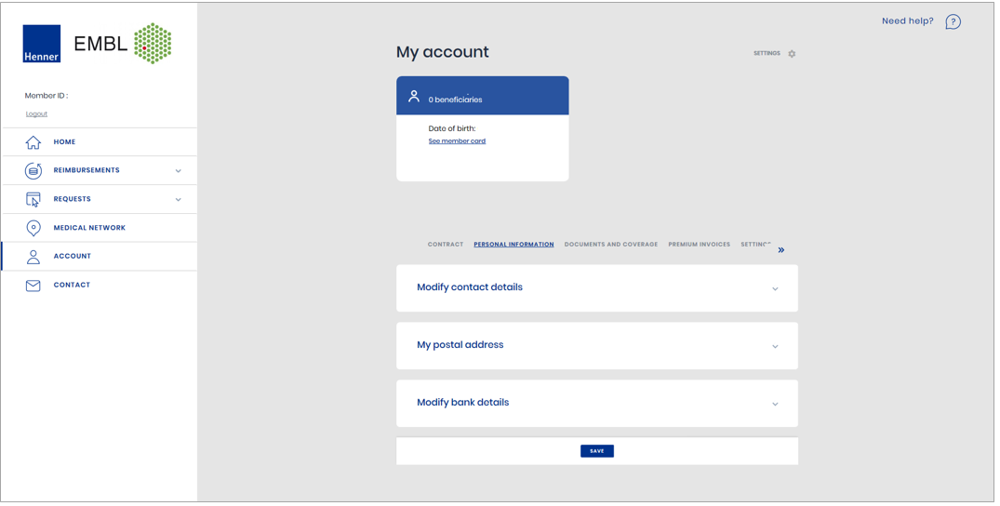 Need help?
?
Henner
EMBL
My account
SETTINGS
Member ID :
Logout
0 beneficiaries
Date of birth:
See member card
HOME
REIMBURSEMENTS
REQUESTS
MEDICAL NETWORK
ACCOUNT
CONTACT
CONTRACT PERSONAL INFORMATION DOCUMENTS AND COVERAGE PREMIUM INVOICES
»
Modify contact details
My postal address
Modify bank details
SAVE